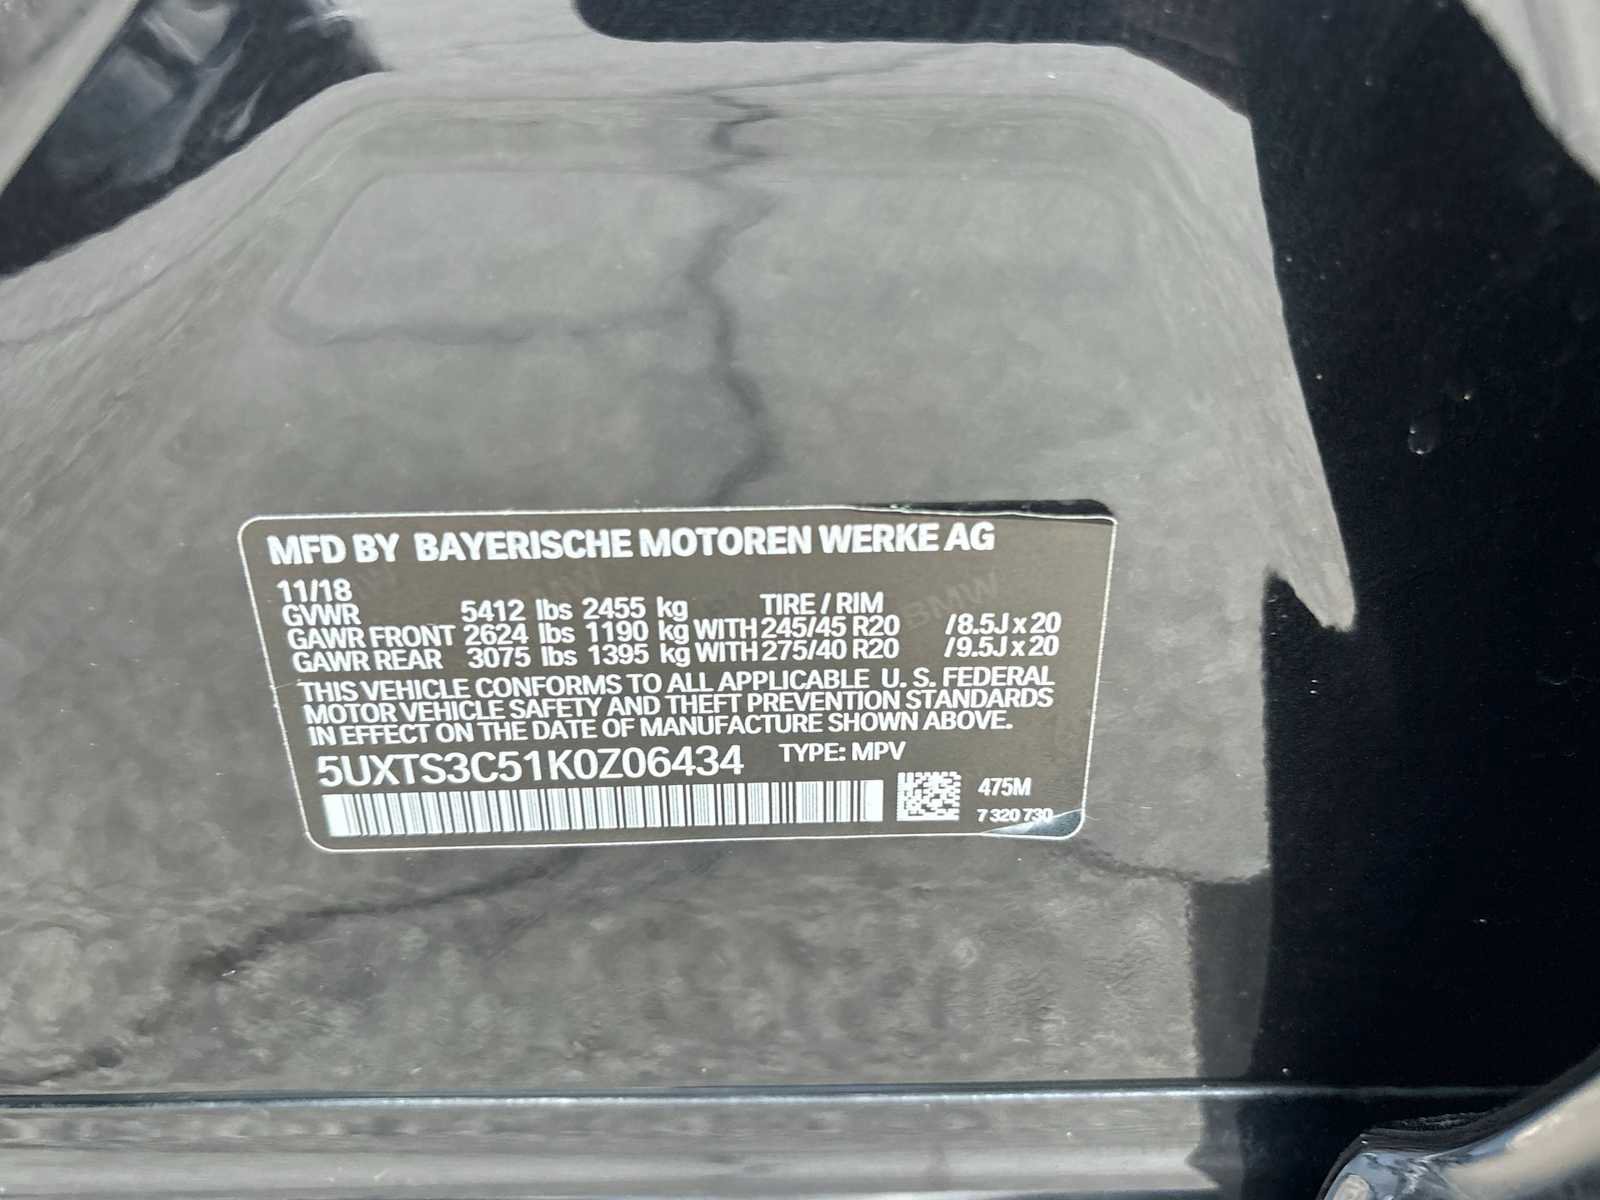 MFD BY BAYERISCHE MOTOREN WERKE AG
11/18
GVWR 5412 lbs 2455 kg TIRE / RIM
GAWR FRONT 2624 lbs 1190 kg WITH 245/45 R20 / 8.5J x 20
GAWR REAR 3075 lbs 1395 kg WITH 275/40 R20 / 9.5J x 20
THIS VEHICLE CONFORMS TO ALL APPLICABLE U. S. FEDERAL
MOTOR VEHICLE SAFETY AND THEFT PREVENTION STANDARDS
IN EFFECT ON THE DATE OF MANUFACTURE SHOWN ABOVE.
5UXTS3C51K0Z06434 TYPE: MPV
475M
7 320 730
BMW
BMW